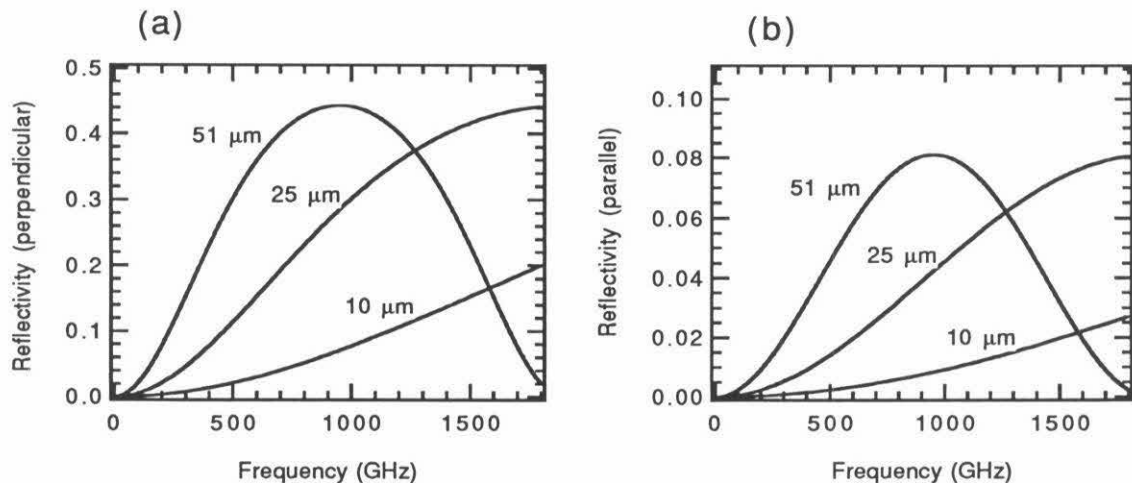 (a)
Reflectivity (perpendicular)
0.5
0.4
0.3
0.2
0.1
0.0
51 μm
25 μm
10 μm
0 500 1000 1500
Frequency (GHz)
(b)
Reflectivity (parallel)
0.10
0.08
0.06
0.04
0.02
0.00
51 μm
25 μm
10 μm
0 500 1000 1500
Frequency (GHz)